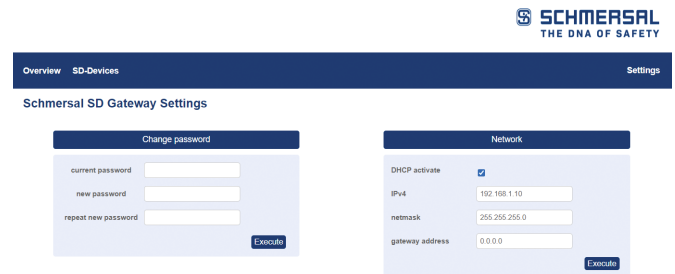 SCHMERSAL
THE DNA OF SAFETY
Overview SD-Devices Settings
Schmersal SD Gateway Settings
Change password
current password
new password
repeat new password
Execute
Network
DHCP activate
IPv4 192.168.1.10
netmask 255.255.255.0
gateway address 0.0.0.0
Execute